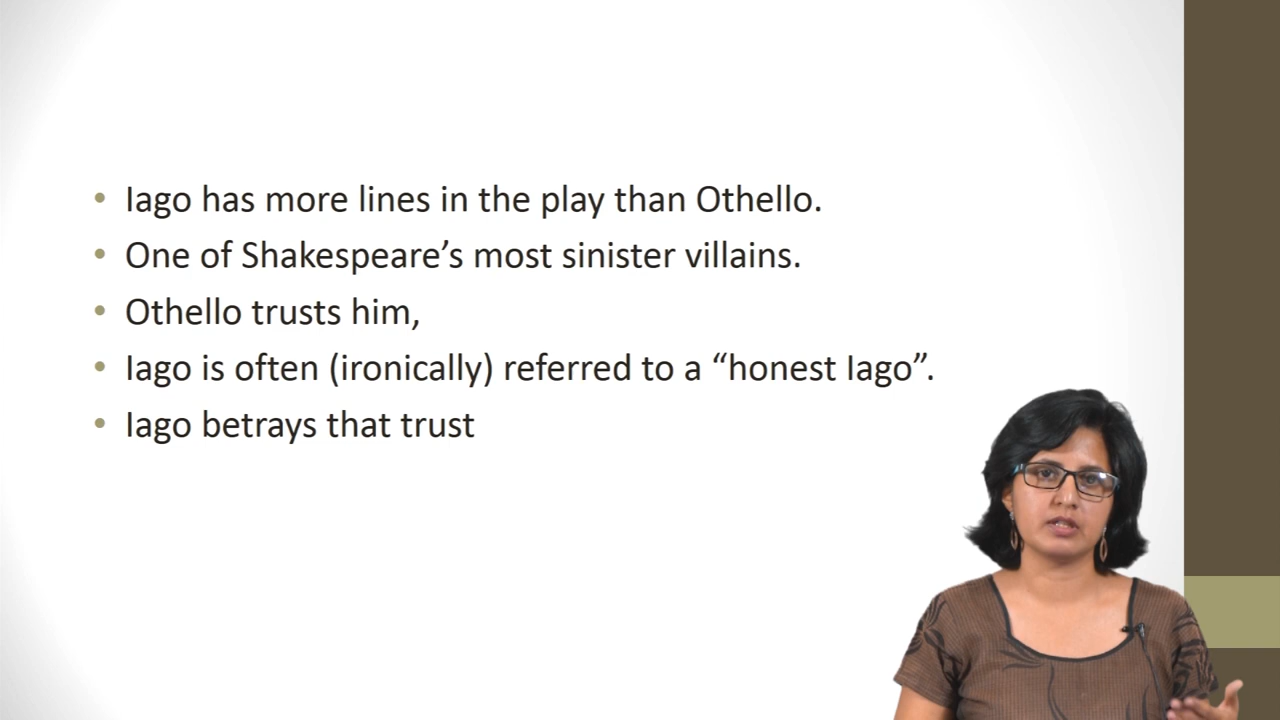 • Iago has more lines in the play than Othello.
• One of Shakespeare’s most sinister villains.
• Othello trusts him,
• Iago is often (ironically) referred to a “honest Iago”.
• Iago betrays that trust